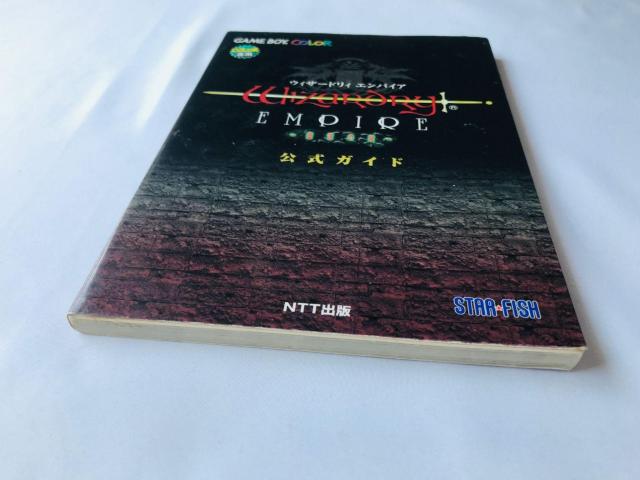 GAME BOY COLOR
ウィザードリィ エンパイア
Wizardry®
EMPIRE
公式ガイド
NTT出版
STAR FISH